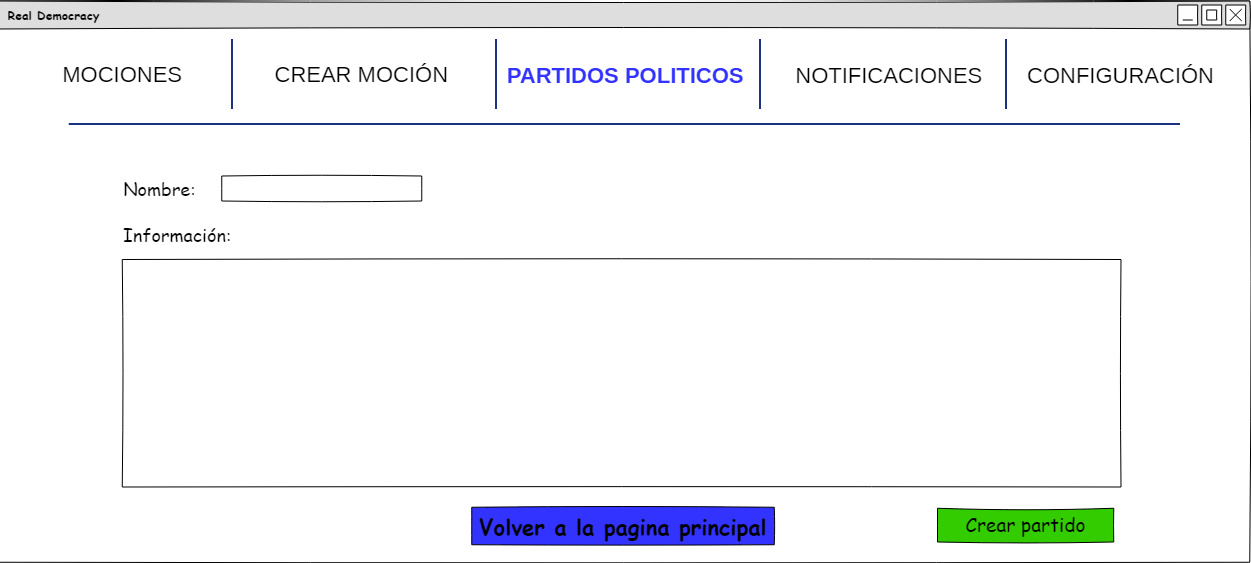 Real Democracy
MOCIONES CREAR MOCIÓN PARTIDOS POLITICOS NOTIFICACIONES CONFIGURACIÓN
Nombre:
Información:
Volver a la pagina principal Crear partido